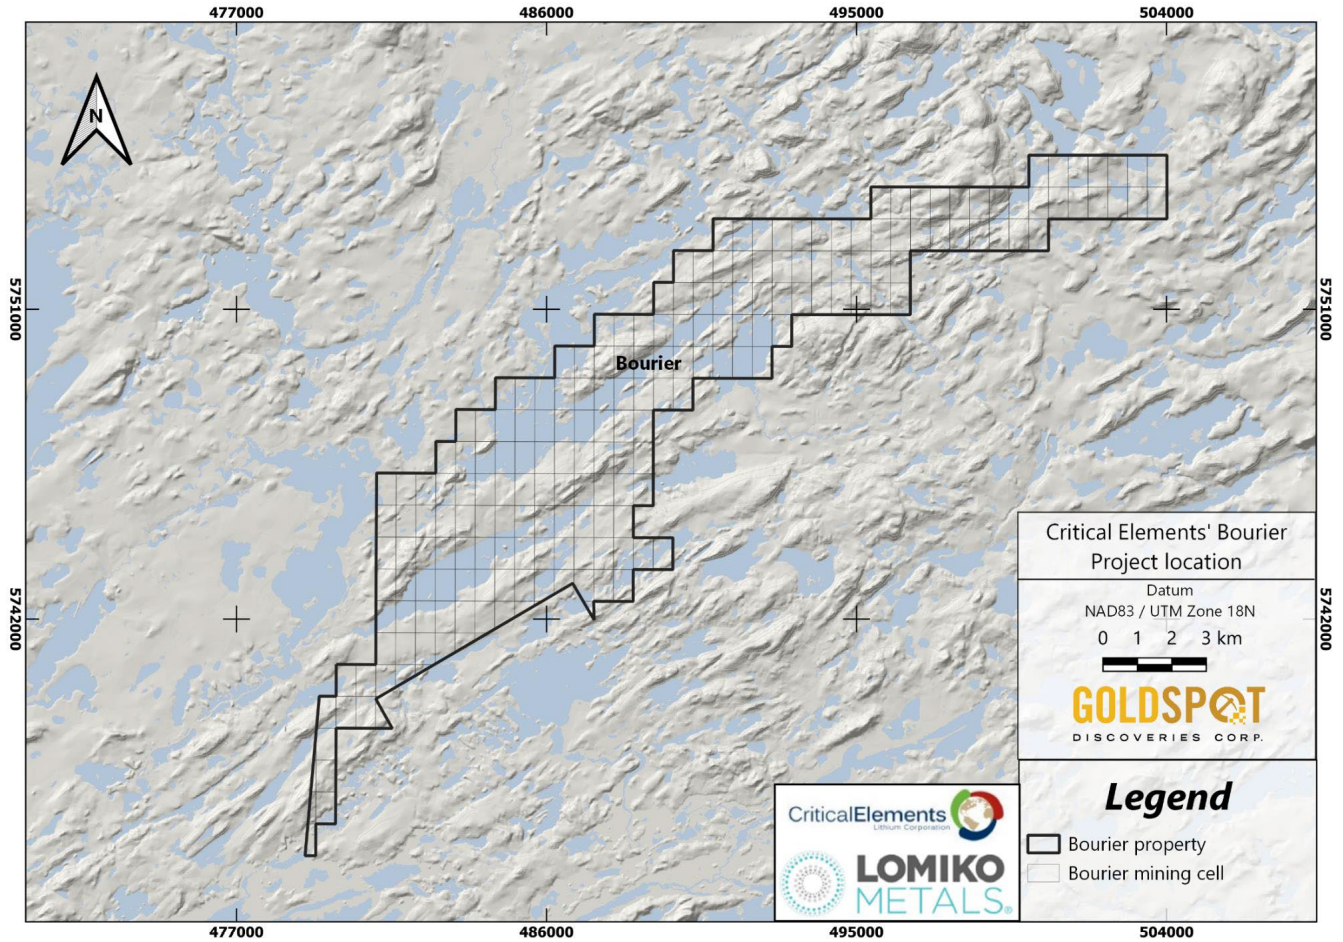 477000
486000
495000
504000
N
5751000
5751000
Bourier
5742000
5742000
Critical Elements' Bourier
Project location
Datum
NAD83 / UTM Zone 18N
0 1 2 3 km
GOLDSPOT
DISCOVERIES CORP.
CriticalElements
Lithium Corporation
LOMIKO
METALS®
Legend
Bourier property
Bourier mining cell
477000
486000
495000
504000